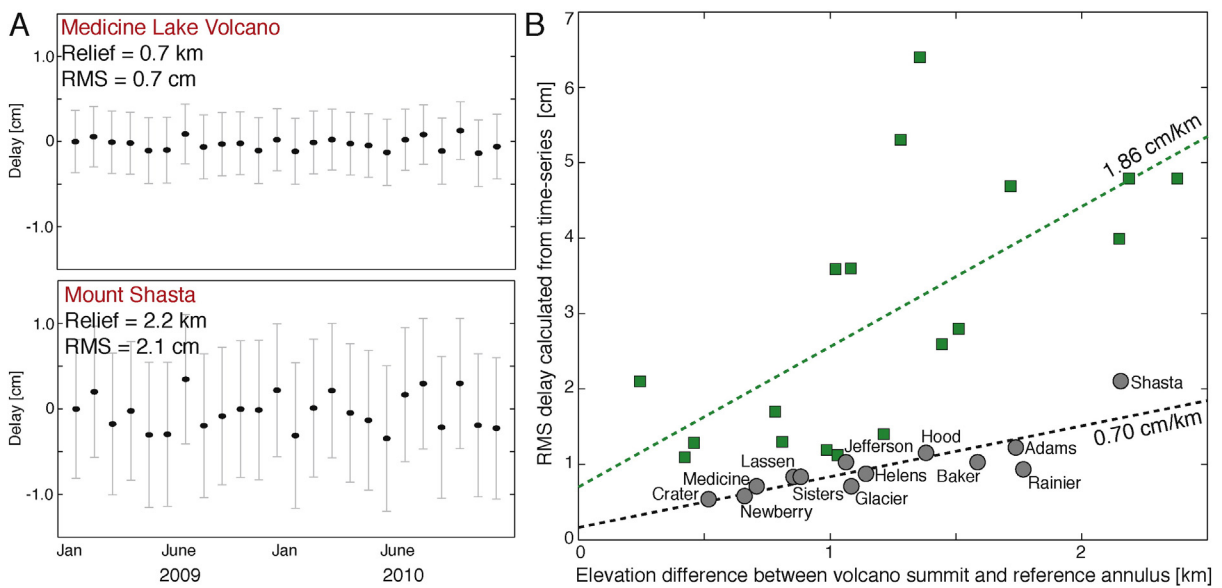 A
Medicine Lake Volcano
Relief = 0.7 km
RMS = 0.7 cm
1.0
0
-1.0
Delay [cm]
Mount Shasta
Relief = 2.2 km
RMS = 2.1 cm
1.0
0
-1.0
Delay [cm]
Jan June Jan June
2009 2010
B
7
6
5
4
3
2
1
0
RMS delay calculated from time-series [cm]
1.86 cm/km
0.70 cm/km
Shasta
Jefferson
Hood
Adams
Lassen
Medicine
Helens
Baker
Rainier
Crater
Sisters
Glacier
Newberry
0 1 2
Elevation difference between volcano summit and reference annulus [km]